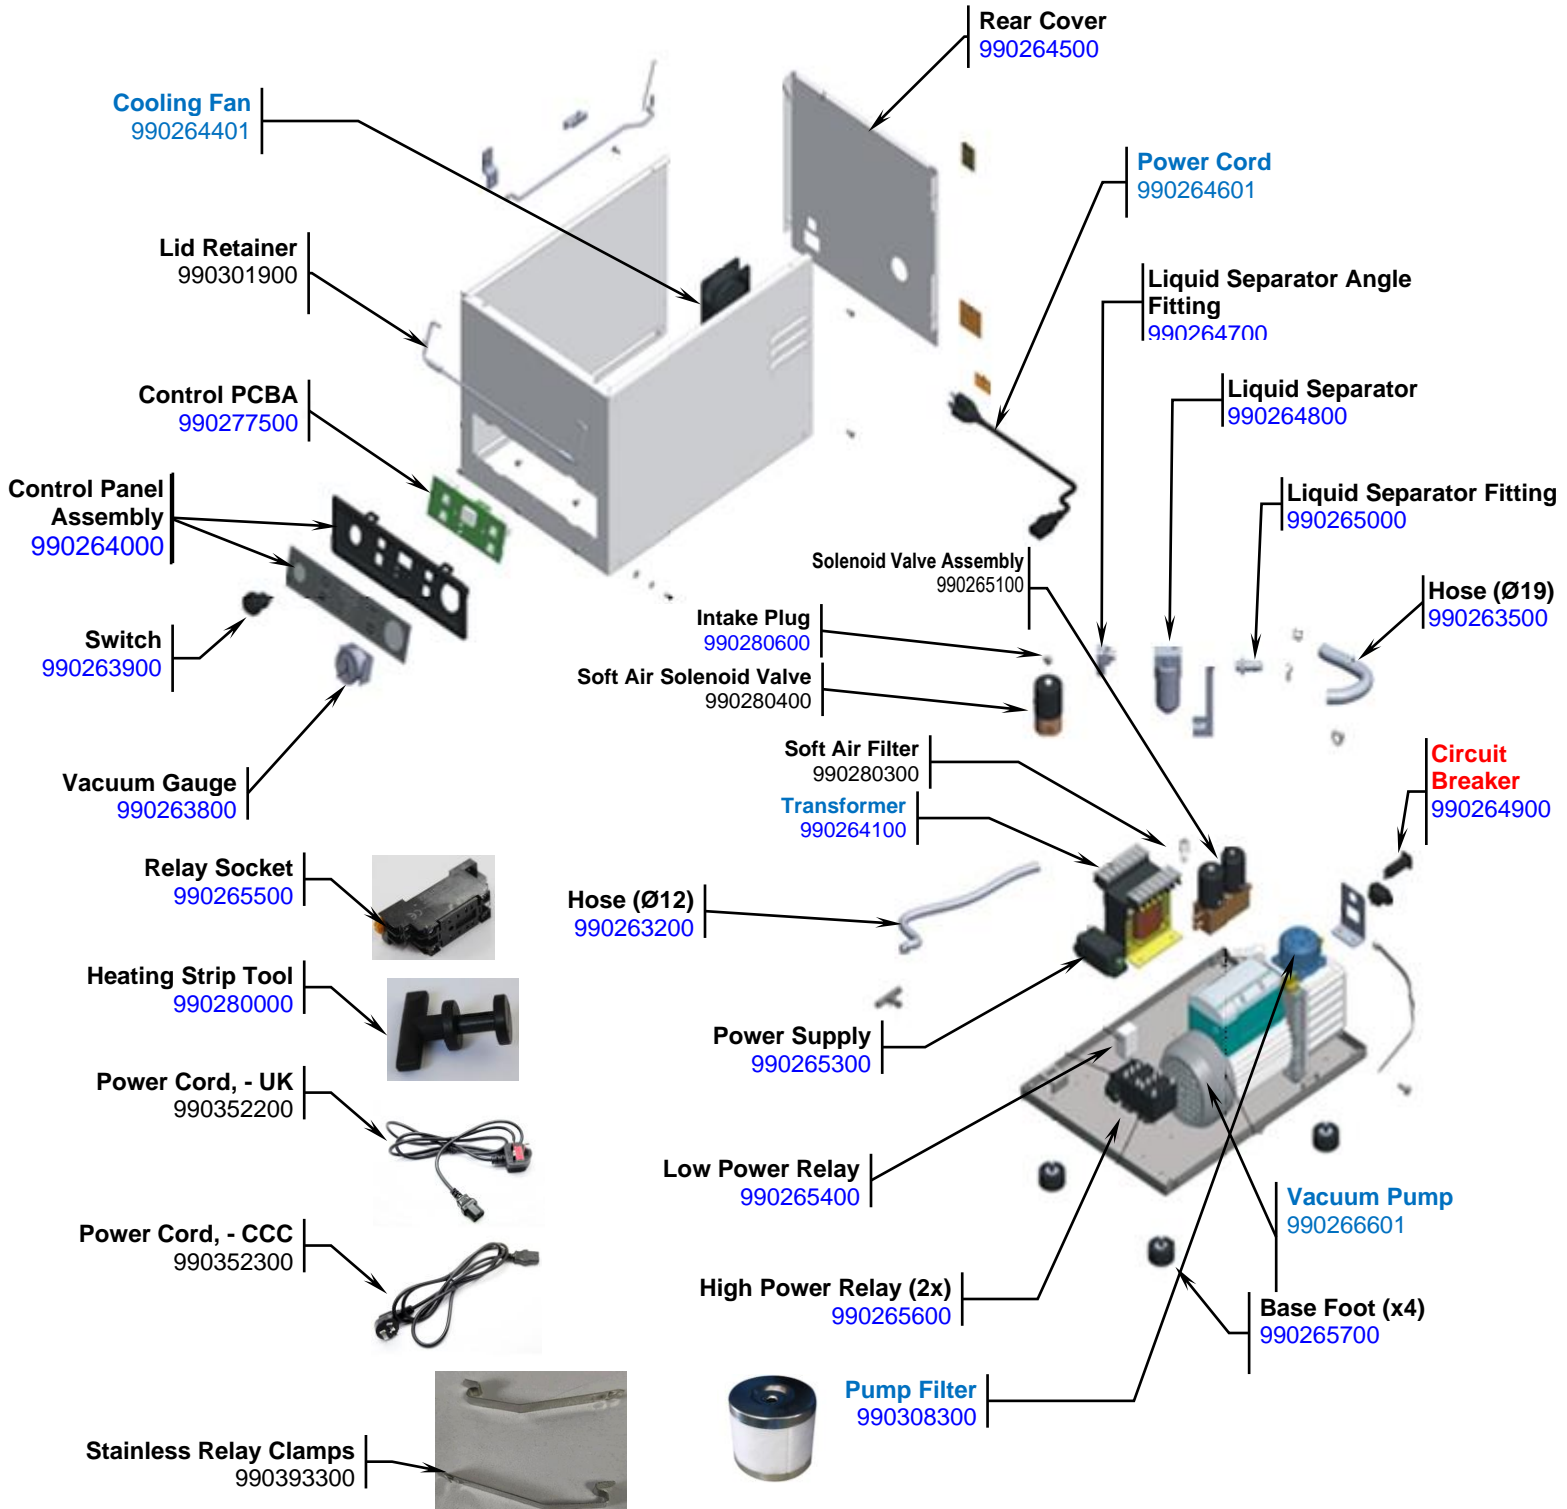 Rear Cover
990264500
Cooling Fan
990264401
Power Cord
990264601
Lid Retainer
990301900
Liquid Separator Angle
Fitting
990264700
Control PCBA
990277500
Liquid Separator
990264800
Control Panel
Assembly
990264000
Liquid Separator Fitting
990265000
Solenoid Valve Assembly
990265100
Hose (Ø19)
990263500
Intake Plug
990280600
Switch
990263900
Soft Air Solenoid Valve
990280400
Soft Air Filter
990280300
Circuit
Breaker
990264900
Vacuum Gauge
990263800
Transformer
990264100
Relay Socket
990265500
Hose (Ø12)
990263200
Heating Strip Tool
990280000
Power Supply
990265300
Power Cord, - UK
990352200
Low Power Relay
990265400
Vacuum Pump
990266601
Power Cord, - CCC
990352300
High Power Relay (2x)
990265600
Base Foot (x4)
990265700
Pump Filter
990308300
Stainless Relay Clamps
990393300